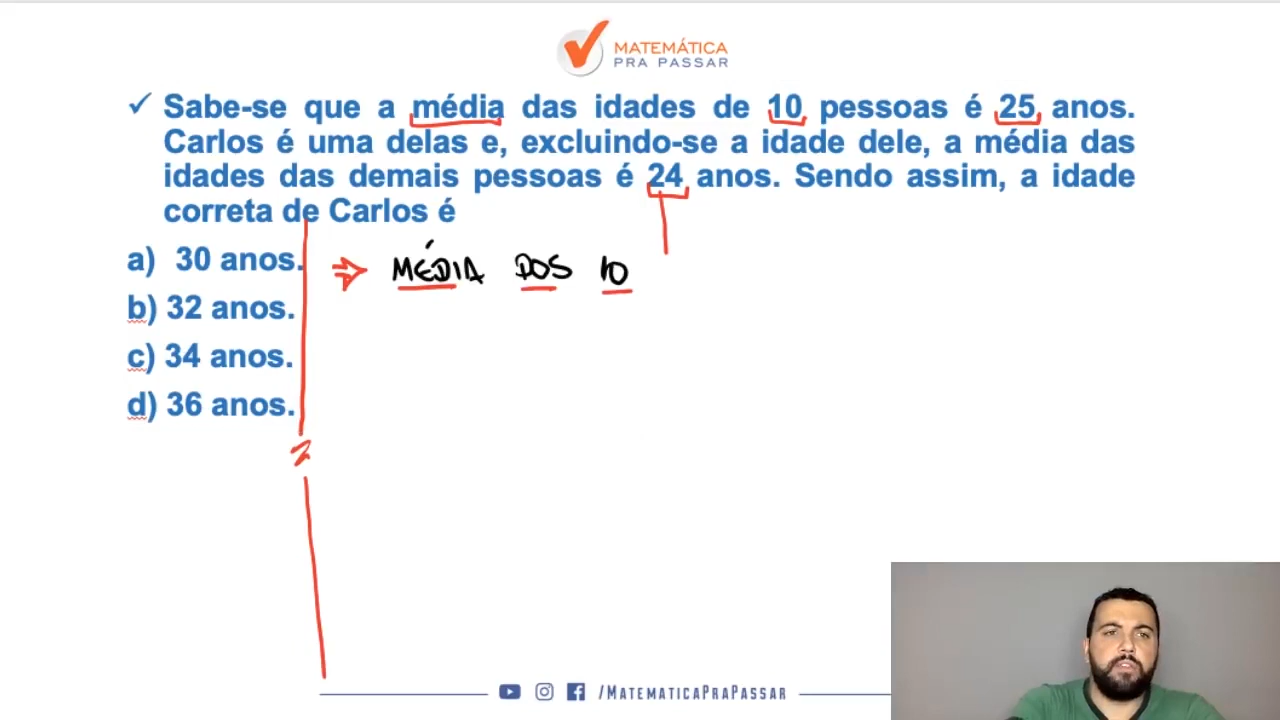 MATEMÁTICA
PRA PASSAR
✓ Sabe-se que a média das idades de 10 pessoas é 25 anos.
Carlos é uma delas e, excluindo-se a idade dele, a média das
idades das demais pessoas é 24 anos. Sendo assim, a idade
correta de Carlos é
a) 30 anos.
MÉDIA DOS 10
b) 32 anos.
c) 34 anos.
d) 36 anos.
/MATEMATICAPRAPASSAR